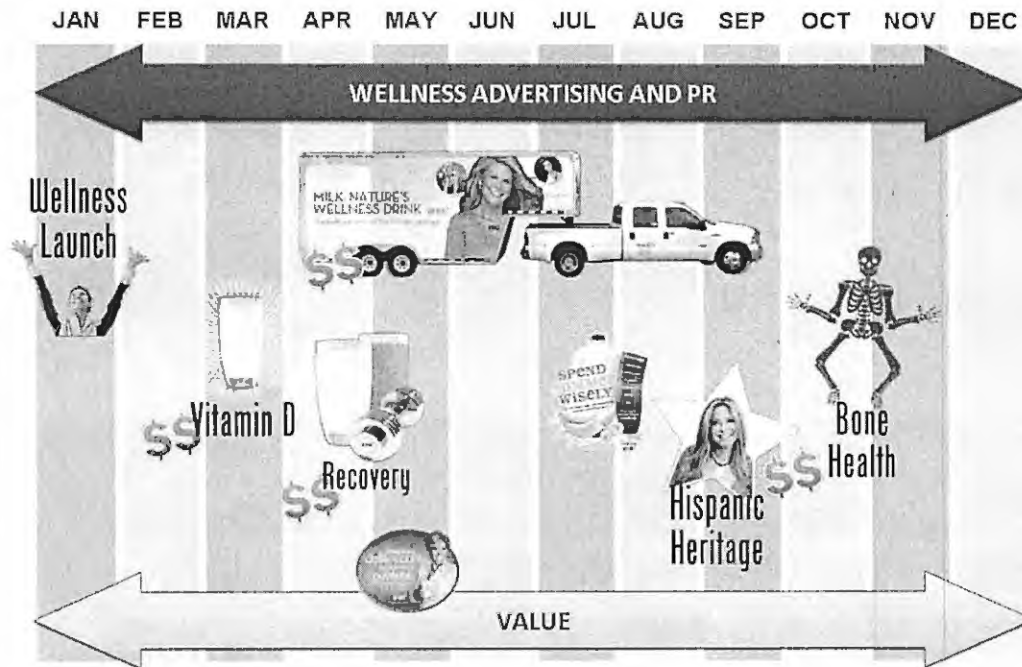 JAN FEB MAR APR MAY JUN JUL AUG SEP OCT NOV DEC
WELLNESS ADVERTISING AND PR
Wellness
Launch
MILK NATURE'S
WELLNESS DRINK
$$
$$
Vitamin D
Recovery
$$
SPEND
WISELY
Hispanic
Heritage
$$
Bone
Health
VALUE